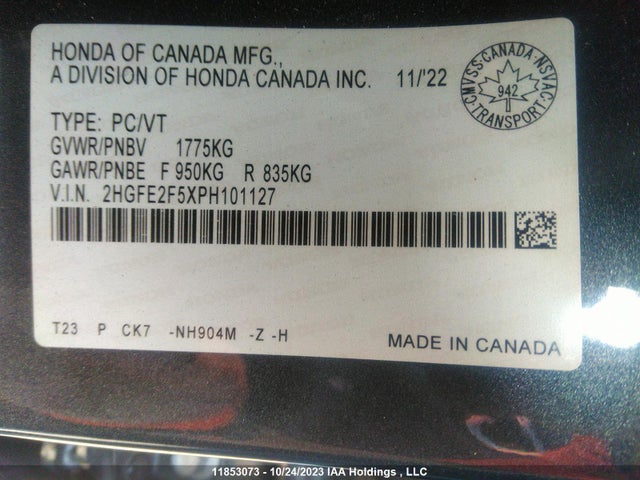 HONDA OF CANADA MFG.,
A DIVISION OF HONDA CANADA INC. 11/'22
CMVSS·CANADA·NSVAC
942
TRANSPORT
TYPE: PC/VT
GVWR/PNBV 1775KG
GAWR/PNBE F 950KG R 835KG
V.I.N. 2HGFE2F5XPH101127
T23 P CK7 -NH904M -Z -H
MADE IN CANADA
11853073 - 10/24/2023 IAA Holdings , LLC